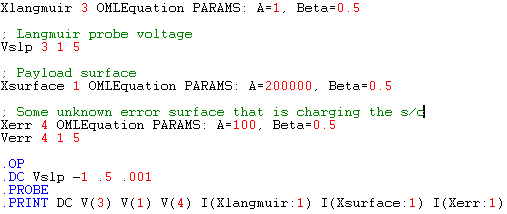 Xlangmuir 3 OMLEquation PARAMS: A=1, Beta=0.5
; Langmuir probe voltage
Vslp 3 1 5
; Payload surface
Xsurface 1 OMLEquation PARAMS: A=200000, Beta=0.5
; Some unknown error surface that is charging the s/c
Xerr 4 OMLEquation PARAMS: A=100, Beta=0.5
Verr 4 1 5
.OP
.DC Vslp -1 .5 .001
.PROBE
.PRINT DC V(3) V(1) V(4) I(Xlangmuir:1) I(Xsurface:1) I(Xerr:1)